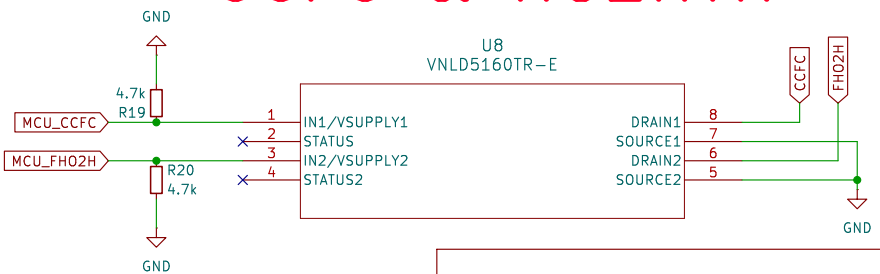 GND
U8
VNLD5160TR-E
CCFC
FHO2H
4.7k
R19
MCU_CCFC
1
IN1/VSUPPLY1
DRAIN1
8
2
STATUS
SOURCE1
7
MCU_FHO2H
3
IN2/VSUPPLY2
DRAIN2
6
R20
4.7k
4
STATUS2
SOURCE2
5
GND
GND